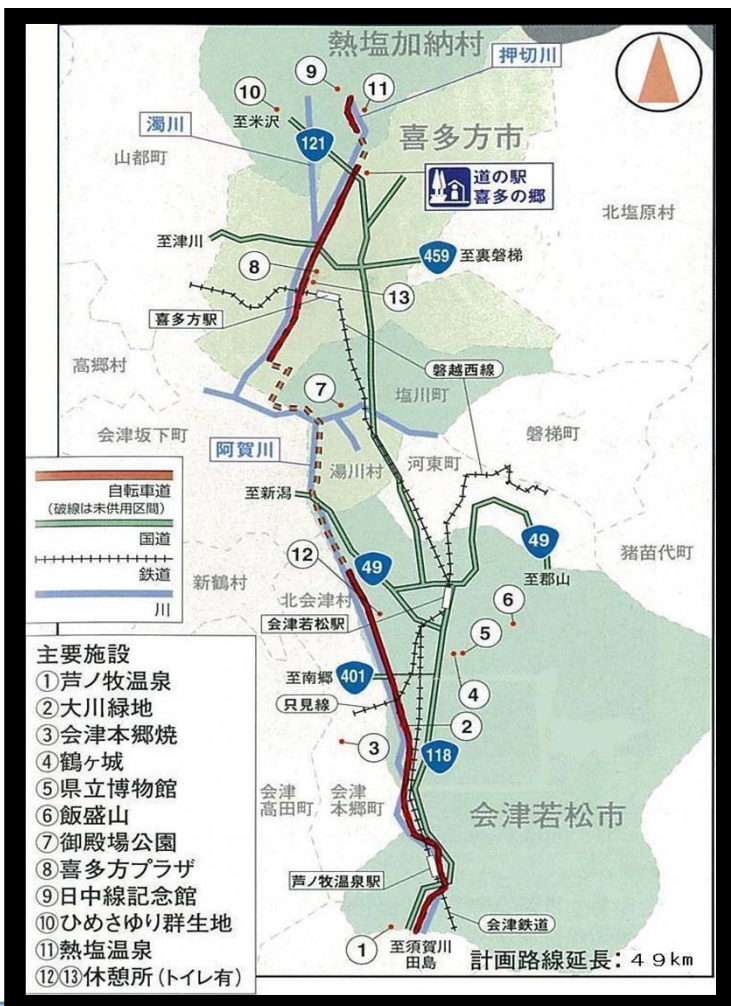 熱塩加納村
押切川
⑨
⑪
⑩
至米沢
濁川
121
喜多方市
山都町
道の駅
喜多の郷
北塩原村
至津川
459
至裏磐梯
⑧
⑬
喜多方駅
磐越西線
高郷村
⑦
塩川町
会津坂下町
磐梯町
阿賀川
湯川村
河東町
至新潟
自転車道
(破線は未供用区間)
国道
鉄道
川
⑫
49
49
至郡山
猪苗代町
新鶴村
北会津村
会津若松駅
⑥
⑤
④
至南郷
401
只見線
②
③
118
会津
高田町
会津
本郷町
会津若松市
芦ノ牧温泉駅
会津鉄道
①
至須賀川
田島
計画路線延長:49km
主要施設
①芦ノ牧温泉
②大川緑地
③会津本郷焼
④鶴ヶ城
⑤県立博物館
⑥飯盛山
⑦御殿場公園
⑧喜多方プラザ
⑨日中線記念館
⑩ひめさゆり群生地
⑪熱塩温泉
⑫⑬休憩所(トイレ有)